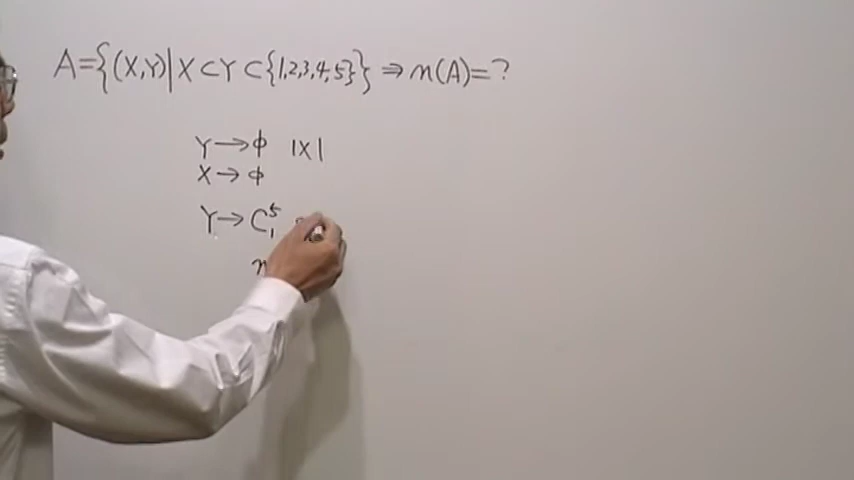 A={(X,Y)|X⊂Y⊂{1,2,3,4,5}}⇒n(A)=?
Y→ϕ 1×1
X→ϕ
Y→C₁⁵
n